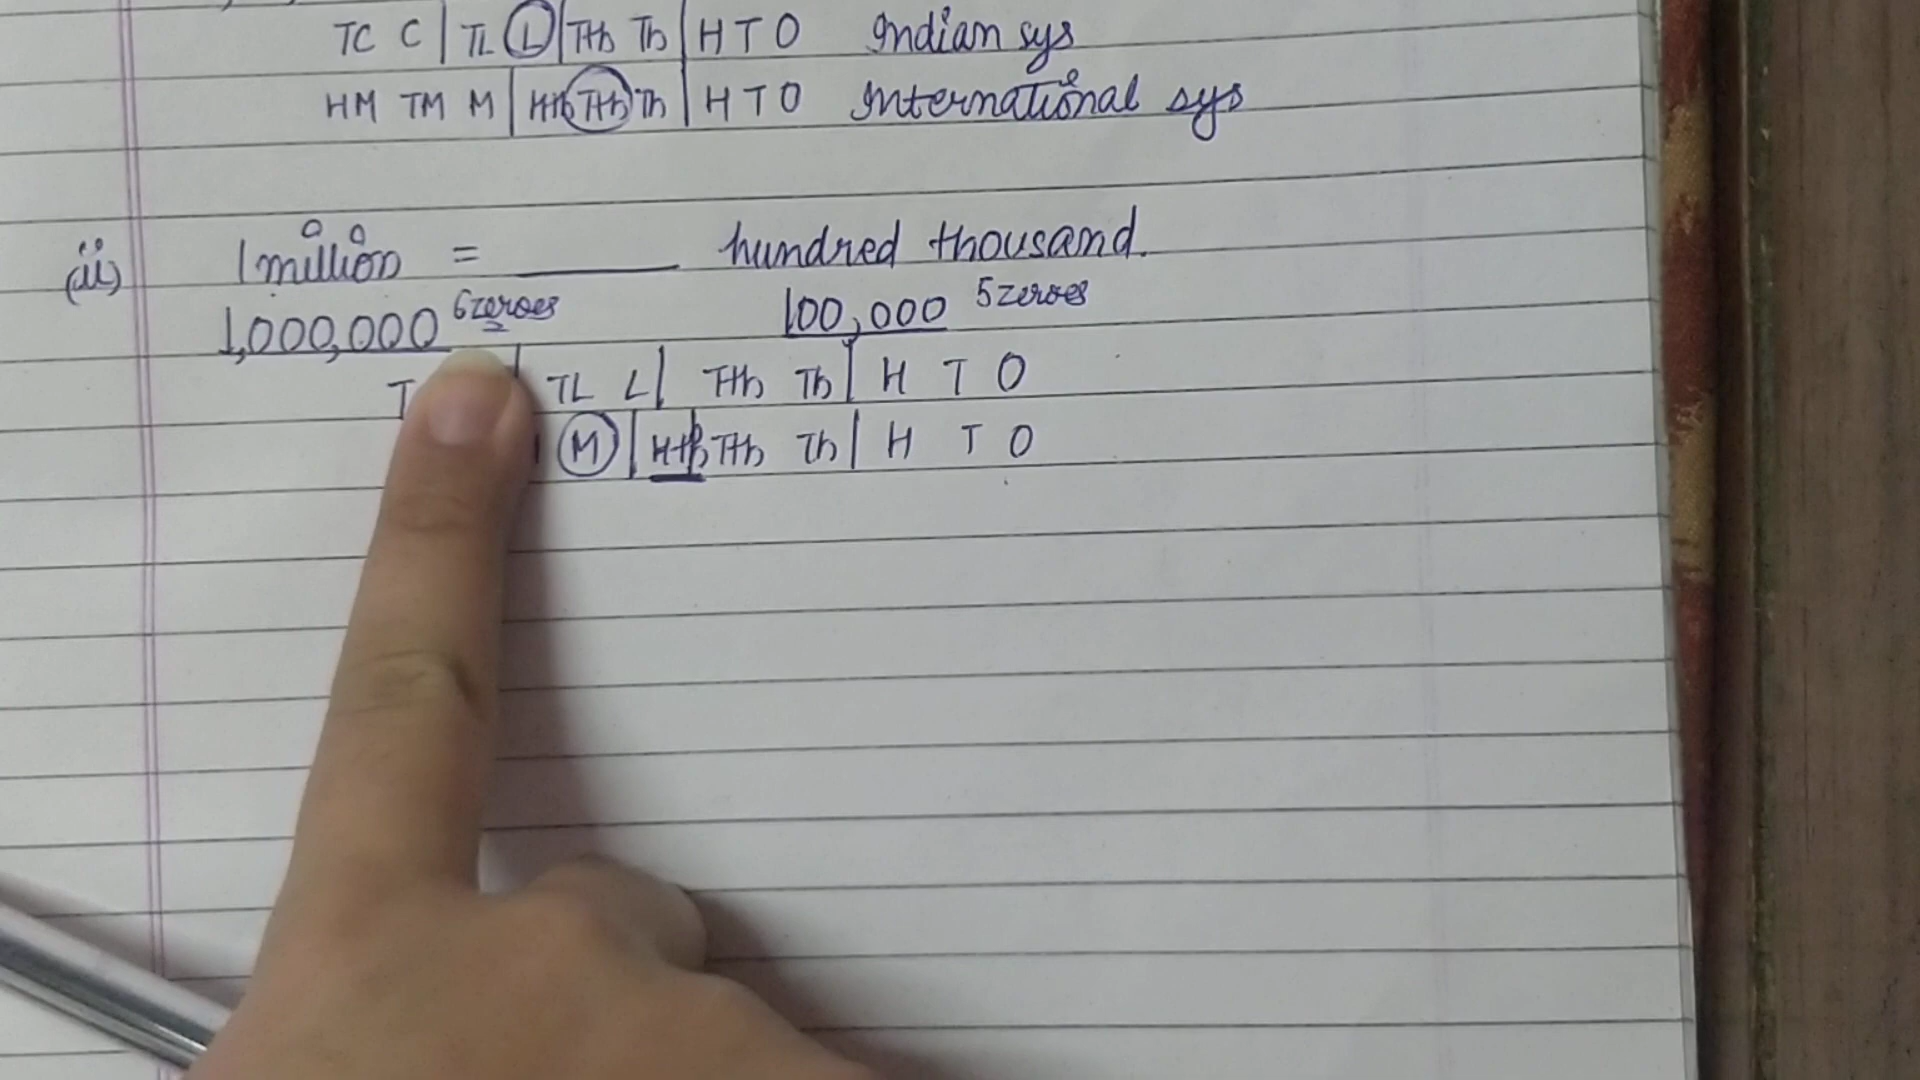 TC C | TL L | TTh Th | H T O Indian sys
HM TM M | HTh TTh Th | H T O International sys
(ii) 1 million = ______ hundred thousand.
1,000,000 6 zeroes 100,000 5 zeroes
T | TL L | TTh Th | H T O
M | HTh TTh Th | H T O